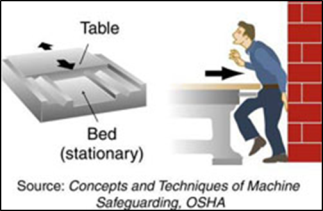 Table
Bed
(stationary)
Source: Concepts and Techniques of Machine
Safeguarding, OSHA